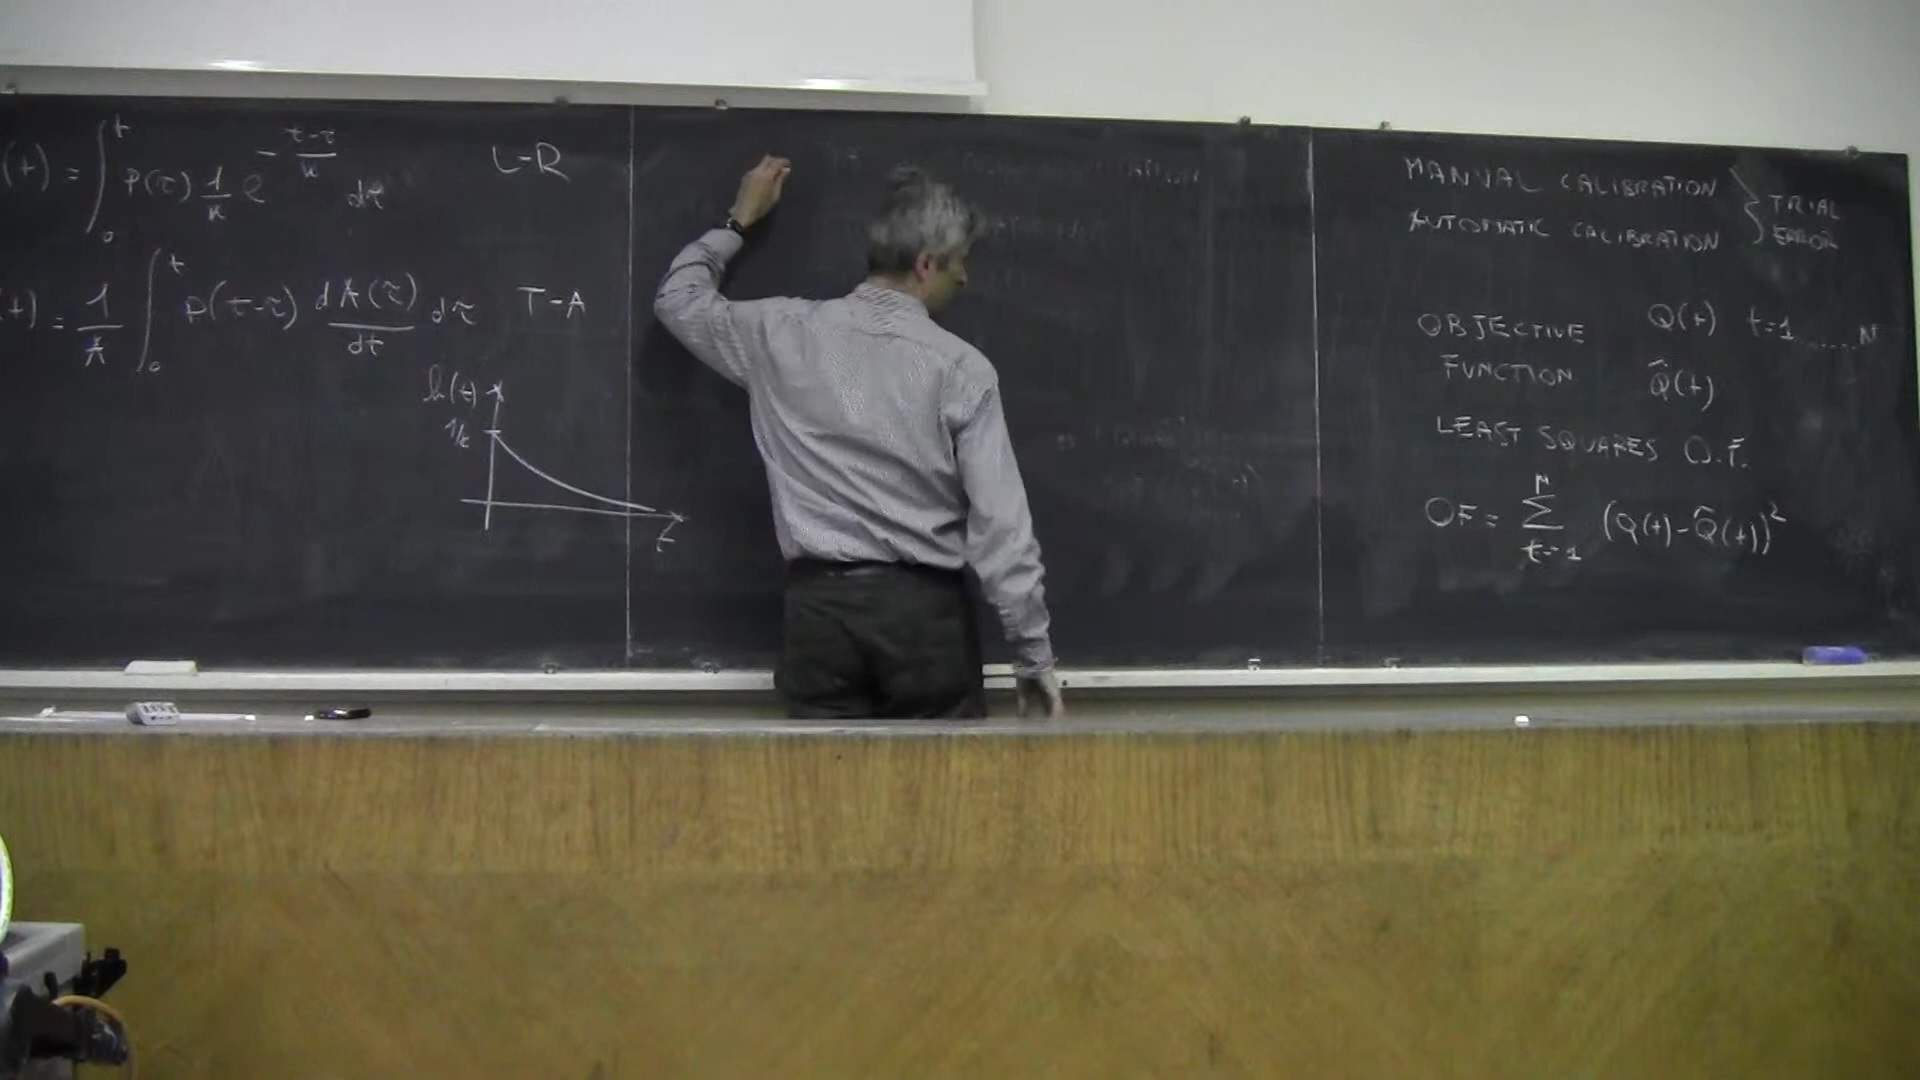 (t) = ∫₀ᵗ P(τ) 1/k e^(-(t-τ)/k) dτ L-R
(t) = 1/A ∫₀ᵗ P(t-τ) dA(τ)/dt dτ T-A
h(t)
1/k
t
MANUAL CALIBRATION
AUTOMATIC CALIBRATION
} TRIAL
ERROR
OBJECTIVE Q(t) t=1......N
FUNCTION Q̂(t)
LEAST SQUARES O.F.
OF = Σ_{t=1}^{N} (Q(t)-Q̂(t))²